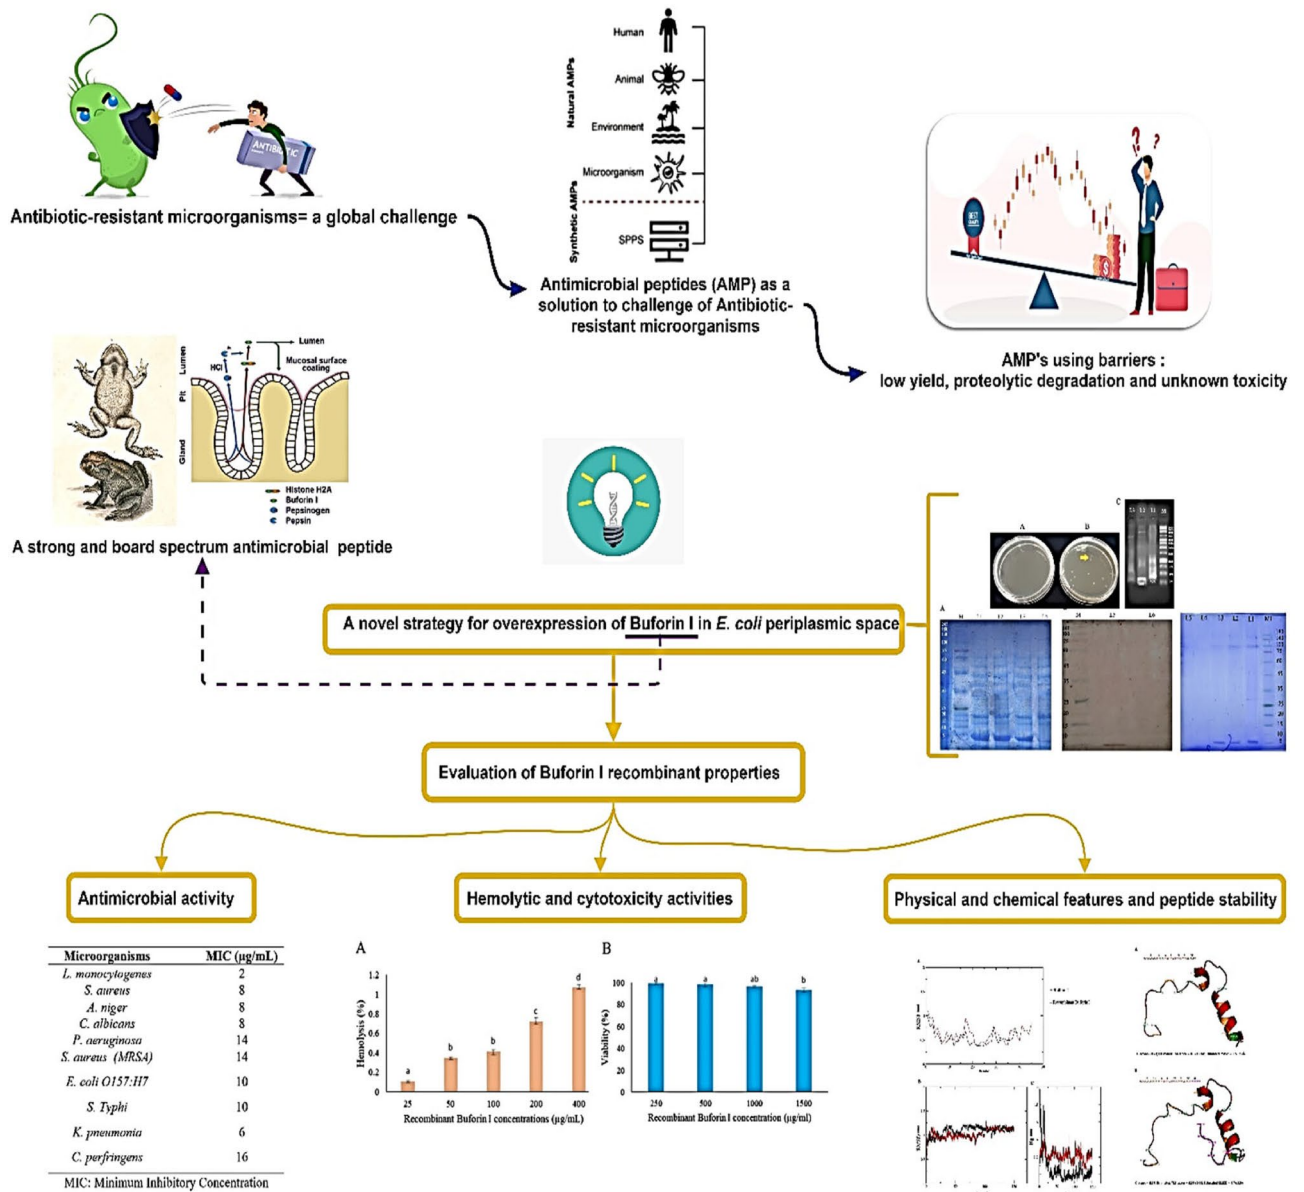 ANTIBIOTIC
Antibiotic-resistant microorganisms= a global challenge
Natural AMPs
Human
Animal
Environment
Microorganism
Synthetic AMPs
SPPS
Antimicrobial peptides (AMP) as a
solution to challenge of Antibiotic-
resistant microorganisms
? ?
BEST
$
AMP's using barriers :
low yield, proteolytic degradation and unknown toxicity
Lumen
Pit
Gland
HCl
Lumen
Mucosal surface
coating
Histone H2A
Buforin I
Pepsinogen
Pepsin
A strong and board spectrum antimicrobial peptide
A novel strategy for overexpression of Buforin I in E. coli periplasmic space
A
B
C
A
Evaluation of Buforin I recombinant properties
Antimicrobial activity
Hemolytic and cytotoxicity activities
Physical and chemical features and peptide stability
Microorganisms MIC (µg/mL)
L. monocytogenes 2
S. aureus 8
A. niger 8
C. albicans 8
P. aeruginosa 14
S. aureus (MRSA) 14
E. coli O157:H7 10
S. Typhi 10
K. pneumonia 6
C. perfringens 16
MIC: Minimum Inhibitory Concentration
A
Hemolysis (%)
1.2
1
0.8
0.6
0.4
0.2
0
a b b c d
25 50 100 200 400
Recombinant Buforin I concentrations (µg/mL)
B
Viability (%)
100
80
60
40
20
0
a a ab b
250 500 1000 1500
Recombinant Buforin I concentration (µg/ml)